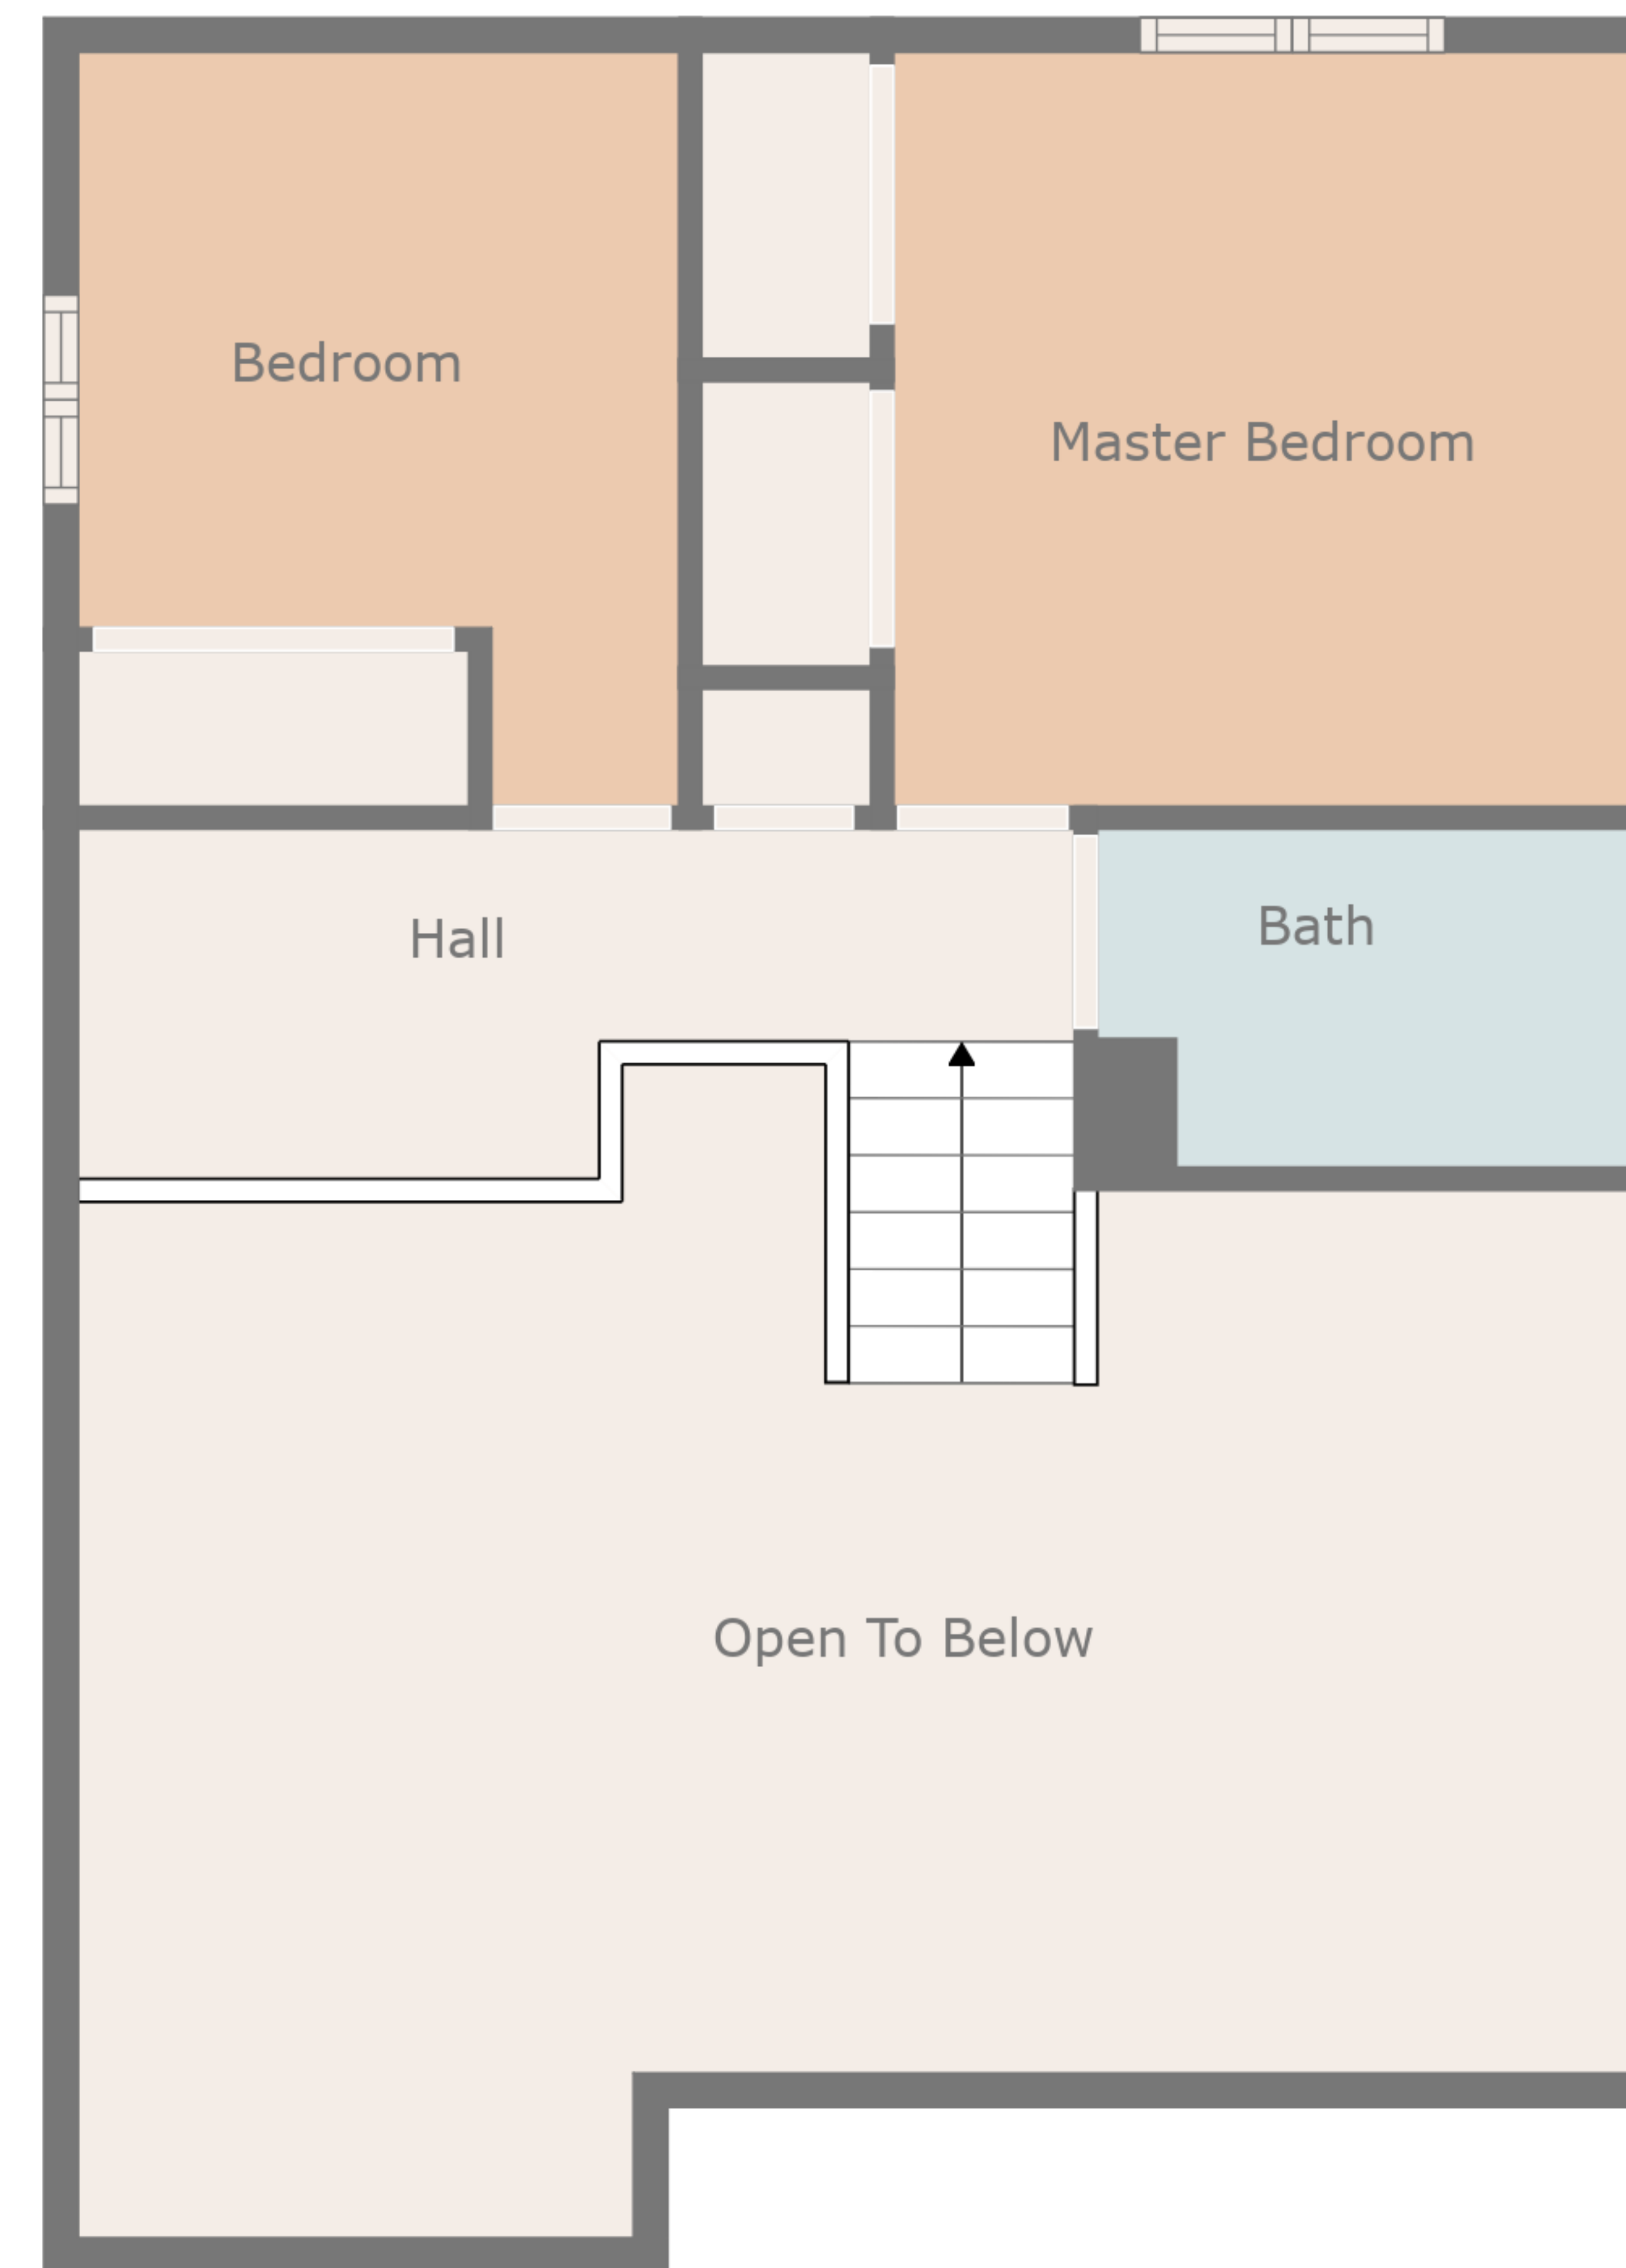 Bedroom
Master Bedroom
Hall
Bath
Open To Below